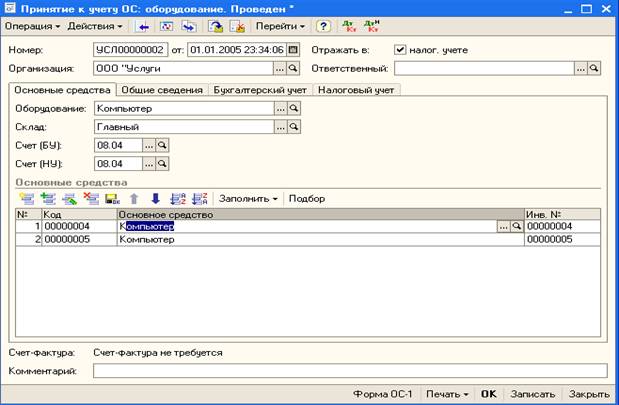 Принятие к учету ОС: оборудование. Проведен *
Операция Действия Перейти ? Дт Кт Дт Кт Н
Номер: УСЛ00000002 от: 01.01.2005 23:34:06 Отражать в: налог. учете
Организация: ООО "Услуги ... Ответственный: ...
Основные средства Общие сведения Бухгалтерский учет Налоговый учет
Оборудование: Компьютер ...
Склад: Главный ...
Счет (БУ): 08.04 ...
Счет (НУ): 08.04 ...
Основные средства
Заполнить Подбор
№ Код Основное средство Инв. №
1 00000004 Компьютер ... 00000004
2 00000005 Компьютер 00000005
Счет-фактура: Счет-фактура не требуется
Комментарий:
Форма ОС-1 Печать OK Записать Закрыть